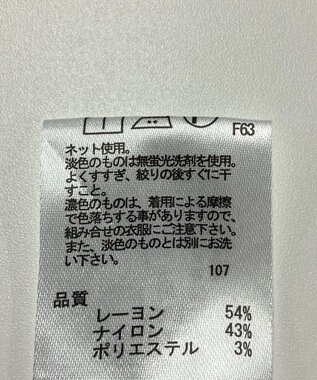 F63
ネット使用。
淡色のものは無蛍光洗剤を使用。
よくすすぎ、絞りの後すぐに干
すこと。
濃色のものは、着用による摩擦
で色落ちする事がありますので、
組み合せの衣服にご注意下さい。
また、淡色のものとは別にお洗
い下さい。
107
品質
レーヨン 54%
ナイロン 43%
ポリエステル 3%